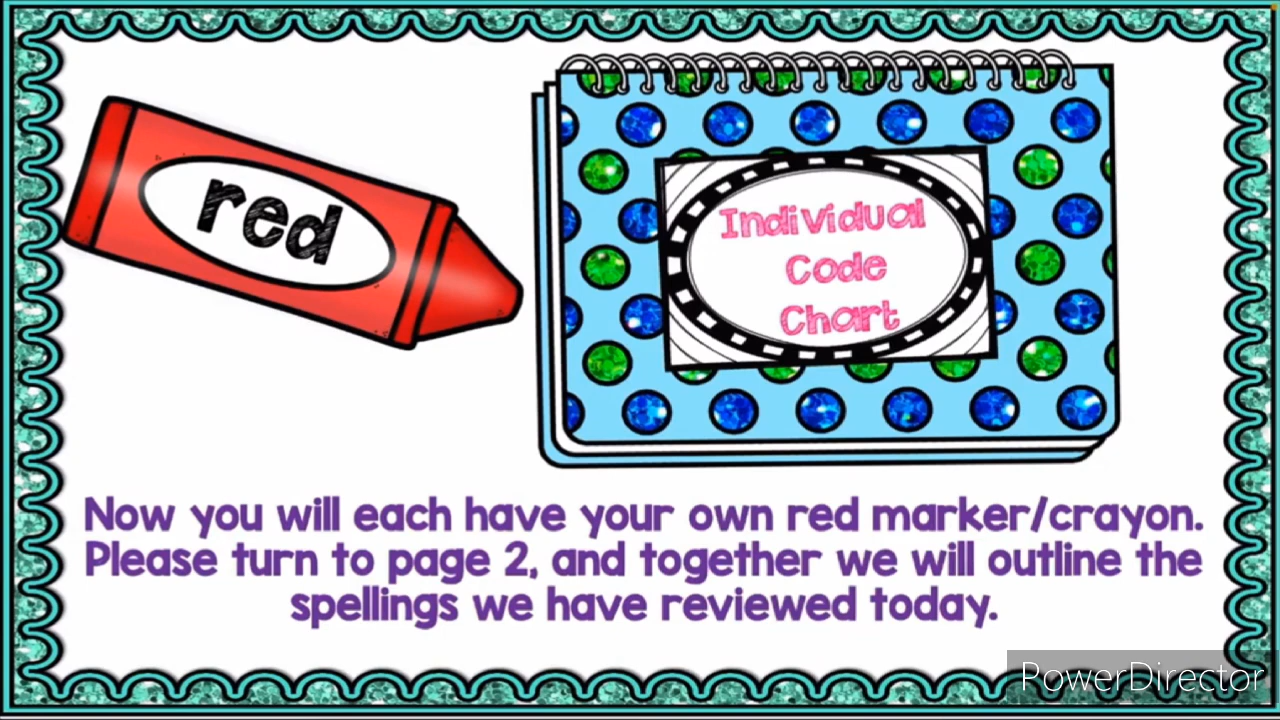 red
Individual
Code
Chart
Now you will each have your own red marker/crayon.
Please turn to page 2, and together we will outline the
spellings we have reviewed today.
PowerDirector